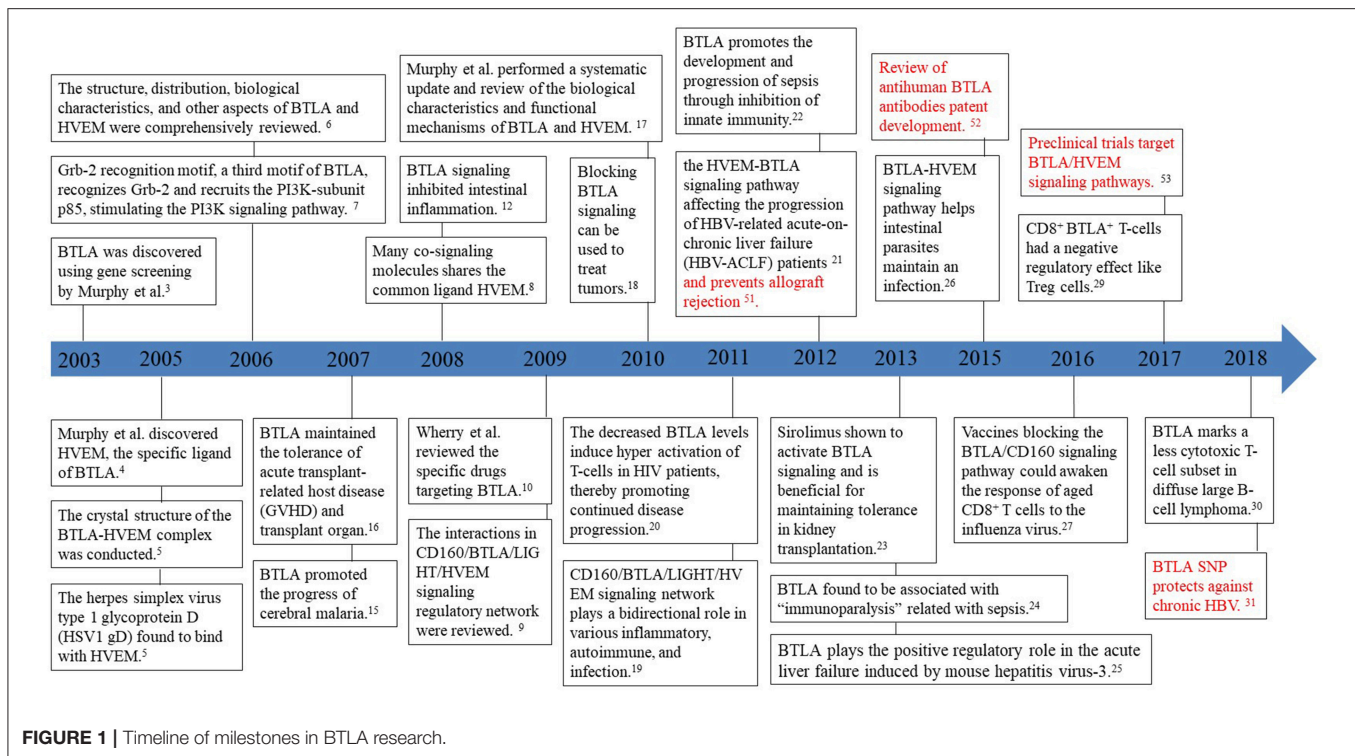 The structure, distribution, biological
characteristics, and other aspects of BTLA and
HVEM were comprehensively reviewed. 6
Grb-2 recognition motif, a third motif of BTLA,
recognizes Grb-2 and recruits the PI3K-subunit
p85, stimulating the PI3K signaling pathway. 7
BTLA was discovered
using gene screening
by Murphy et al.3
Murphy et al. performed a systematic
update and review of the biological
characteristics and functional
mechanisms of BTLA and HVEM. 17
BTLA signaling
inhibited intestinal
inflammation. 12
Many co-signaling
molecules shares the
common ligand HVEM.8
Blocking
BTLA
signaling
can be
used to
treat
tumors.18
BTLA promotes the
development and
progression of sepsis
through inhibition of
innate immunity.22
the HVEM-BTLA
signaling pathway
affecting the progression
of HBV-related acute-on-
chronic liver failure
(HBV-ACLF) patients 21
and prevents allograft
rejection 51.
Review of
antihuman BTLA
antibodies patent
development. 52
BTLA-HVEM
signaling
pathway helps
intestinal
parasites
maintain an
infection.26
Preclinical trials target
BTLA/HVEM
signaling pathways. 53
CD8+ BTLA+ T-cells
had a negative
regulatory effect like
Treg cells.29
2003 2005 2006 2007 2008 2009 2010 2011 2012 2013 2015 2016 2017 2018
Murphy et al. discovered
HVEM, the specific ligand
of BTLA.4
The crystal structure of the
BTLA-HVEM complex
was conducted.5
The herpes simplex virus
type 1 glycoprotein D
(HSV1 gD) found to bind
with HVEM.5
BTLA maintained
the tolerance of
acute transplant-
related host disease
(GVHD) and
transplant organ.16
BTLA promoted
the progress of
cerebral malaria.15
Wherry et al.
reviewed the
specific drugs
targeting BTLA.10
The interactions in
CD160/BTLA/LIG
HT/HVEM
signaling
regulatory network
were reviewed. 9
The decreased BTLA levels
induce hyper activation of
T-cells in HIV patients,
thereby promoting
continued disease
progression.20
CD160/BTLA/LIGHT/HV
EM signaling network
plays a bidirectional role in
various inflammatory,
autoimmune, and
infection.19
Sirolimus shown to
activate BTLA
signaling and is
beneficial for
maintaining tolerance
in kidney
transplantation.23
BTLA found to be associated with
“immunoparalysis” related with sepsis.24
BTLA plays the positive regulatory role in the acute
liver failure induced by mouse hepatitis virus-3.25
Vaccines blocking the
BTLA/CD160 signaling
pathway could awaken
the response of aged
CD8+ T cells to the
influenza virus.27
BTLA marks a
less cytotoxic T-
cell subset in
diffuse large B-
cell lymphoma.30
BTLA SNP
protects against
chronic HBV. 31
FIGURE 1 | Timeline of milestones in BTLA research.